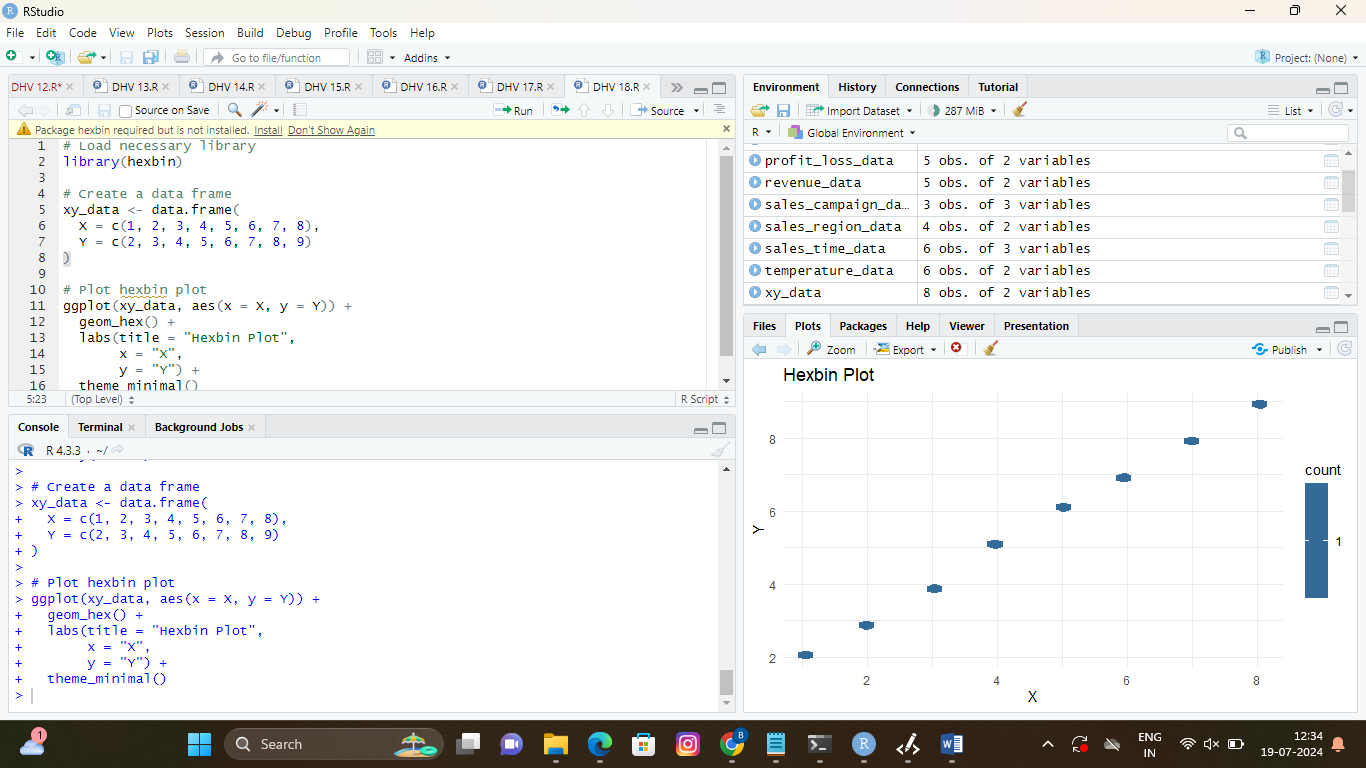 RStudio
File Edit Code View Plots Session Build Debug Profile Tools Help
Go to file/function Addins Project: (None)
DHV 12.R* DHV 13.R DHV 14.R DHV 15.R DHV 16.R DHV 17.R DHV 18.R
Source on Save Run Source
Package hexbin required but is not installed. Install Don't Show Again
1 # Load necessary library
2 library(hexbin)
3
4 # Create a data frame
5 xy_data <- data.frame(
6 X = c(1, 2, 3, 4, 5, 6, 7, 8),
7 Y = c(2, 3, 4, 5, 6, 7, 8, 9)
8 )
9
10 # Plot hexbin plot
11 ggplot(xy_data, aes(x = X, y = Y)) +
12 geom_hex() +
13 labs(title = "Hexbin Plot",
14 x = "X",
15 y = "Y") +
16 theme_minimal()
5:23 (Top Level) R Script
Console Terminal Background Jobs
R 4.3.3 · ~/
>
> # Create a data frame
> xy_data <- data.frame(
+ X = c(1, 2, 3, 4, 5, 6, 7, 8),
+ Y = c(2, 3, 4, 5, 6, 7, 8, 9)
+ )
>
> # Plot hexbin plot
> ggplot(xy_data, aes(x = X, y = Y)) +
+ geom_hex() +
+ labs(title = "Hexbin Plot",
+ x = "X",
+ y = "Y") +
+ theme_minimal()
>
Environment History Connections Tutorial
Import Dataset 287 MiB List
R Global Environment
profit_loss_data 5 obs. of 2 variables
revenue_data 5 obs. of 2 variables
sales_campaign_da… 3 obs. of 3 variables
sales_region_data 4 obs. of 2 variables
sales_time_data 6 obs. of 3 variables
temperature_data 6 obs. of 2 variables
xy_data 8 obs. of 2 variables
Files Plots Packages Help Viewer Presentation
Zoom Export Publish
Hexbin Plot
8
6
4
2
Y
2 4 6 8
X
count
1
1
Search
B
ENG
IN
12:34
19-07-2024